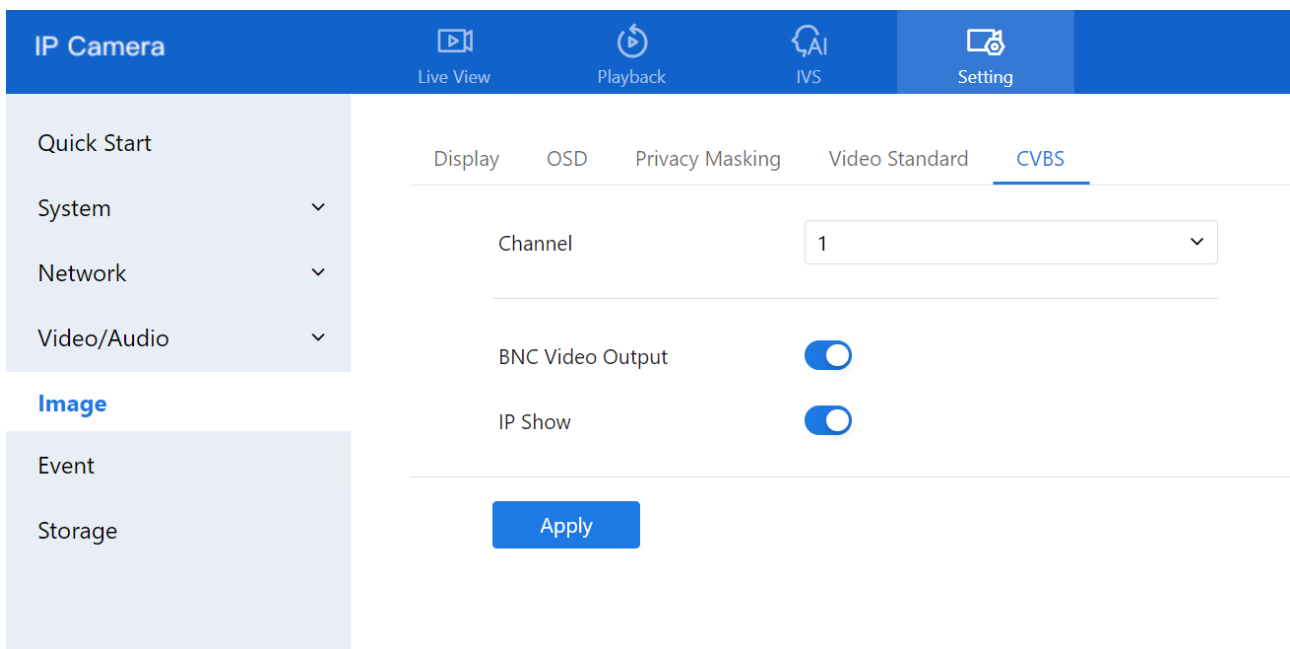 IP Camera
Live View
Playback
AI
IVS
Setting
Quick Start
System
Network
Video/Audio
Image
Event
Storage
Display OSD Privacy Masking Video Standard CVBS
Channel 1
BNC Video Output
IP Show
Apply